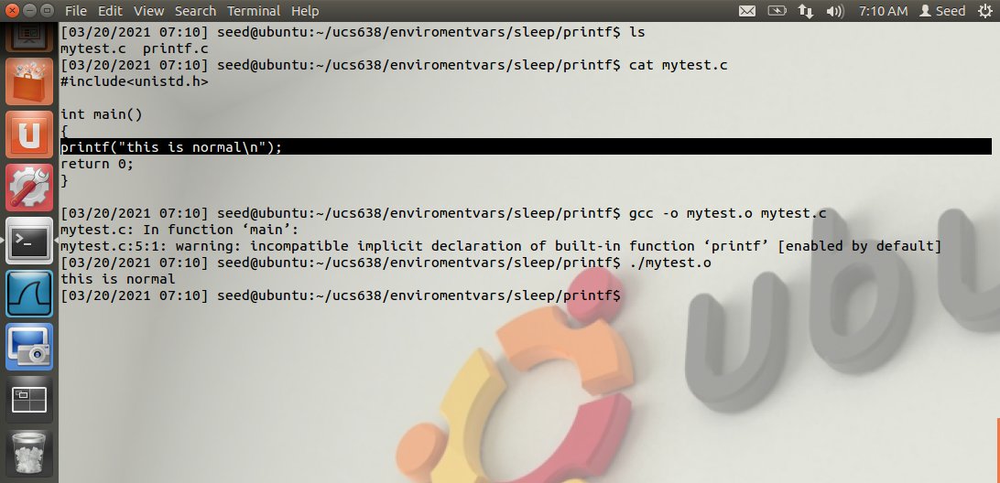 File Edit View Search Terminal Help 7:10 AM Seed
[03/20/2021 07:10] seed@ubuntu:~/ucs638/enviromentvars/sleep/printf$ ls
mytest.c  printf.c
[03/20/2021 07:10] seed@ubuntu:~/ucs638/enviromentvars/sleep/printf$ cat mytest.c
#include<unistd.h>
int main()
{
printf("this is normal\n");
return 0;
}
[03/20/2021 07:10] seed@ubuntu:~/ucs638/enviromentvars/sleep/printf$ gcc -o mytest.o mytest.c
mytest.c: In function ‘main’:
mytest.c:5:1: warning: incompatible implicit declaration of built-in function ‘printf’ [enabled by default]
[03/20/2021 07:10] seed@ubuntu:~/ucs638/enviromentvars/sleep/printf$ ./mytest.o
this is normal
[03/20/2021 07:10] seed@ubuntu:~/ucs638/enviromentvars/sleep/printf$
ubu